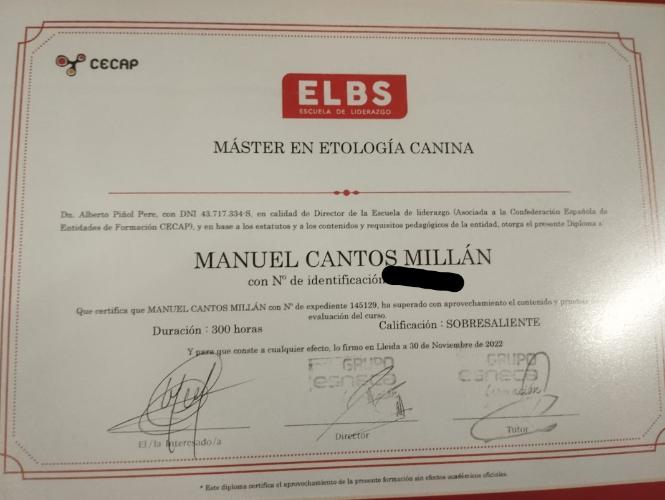 CECAP
ELBS
ESCUELA DE LIDERAZGO
MÁSTER EN ETOLOGÍA CANINA
Dn. Alberto Piñol Pere, con DNI 43.717.334-S, en calidad de Director de la Escuela de liderazgo (Asociada a la Confederación Española de
Entidades de Formación CECAP), y en base a los estatutos y a los contenidos y requisitos pedagógicos de la entidad, otorga el presente Diploma a:
MANUEL CANTOS MILLÁN
con Nº de identificación
Que certifica que MANUEL CANTOS MILLÁN con Nº de expediente 145129, ha superado con aprovechamiento el contenido y pruebas
evaluación del curso.
Duración : 300 horas
Calificación : SOBRESALIENTE
Y para que conste a cualquier efecto, lo firmo en Lleida a 30 de Noviembre de 2022
GRUPO
esneca
GRUPO
esneca
formación
El/la Interesado/a
Director
Tutor
* Este diploma certifica el aprovechamiento de la presente formación sin efectos académicos oficiales.